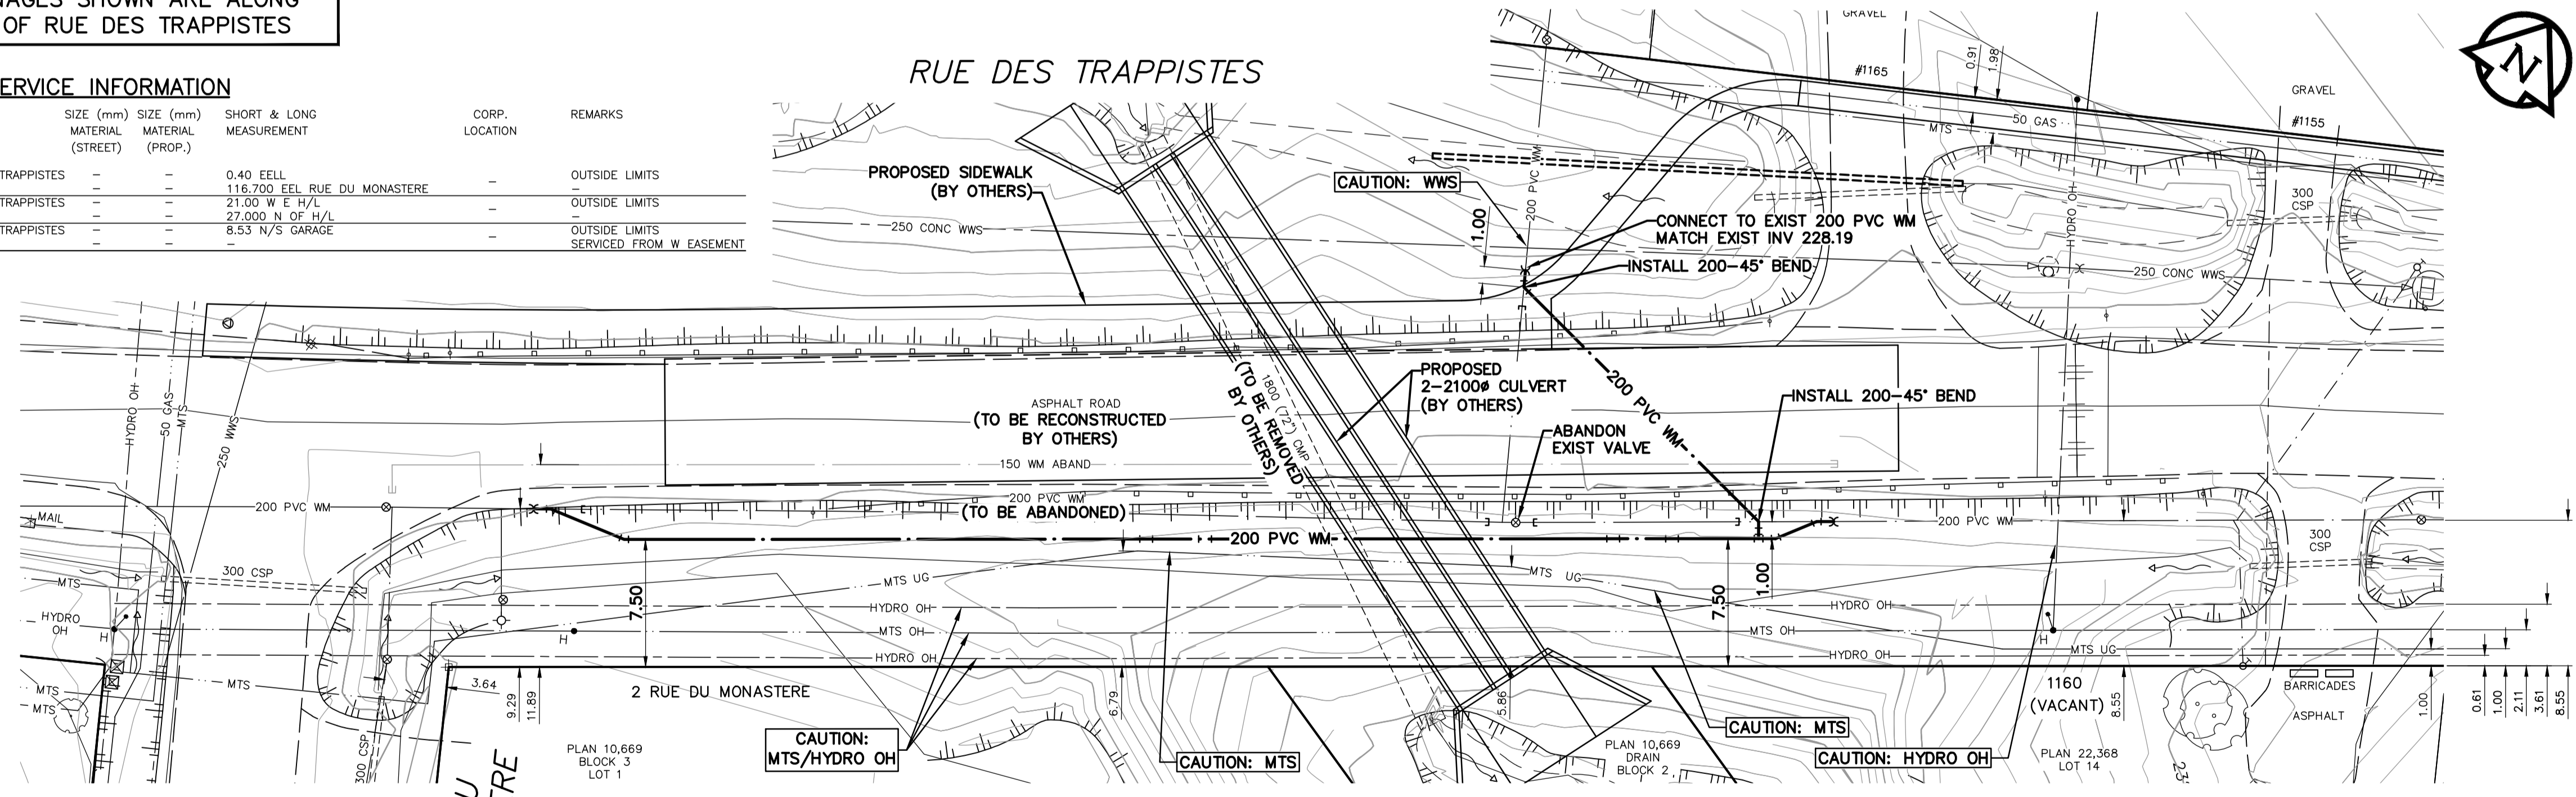 NAGES SHOWN ARE ALONG
OF RUE DES TRAPPISTES
ERVICE INFORMATION
SIZE (mm) SIZE (mm) SHORT & LONG CORP. REMARKS
MATERIAL MATERIAL MEASUREMENT LOCATION
(STREET) (PROP.)
TRAPPISTES – – 0.40 EELL – OUTSIDE LIMITS
– – 116.700 EEL RUE DU MONASTERE –
TRAPPISTES – – 21.00 W E H/L – OUTSIDE LIMITS
– – 27.000 N OF H/L –
TRAPPISTES – – 8.53 N/S GARAGE – OUTSIDE LIMITS
– – – SERVICED FROM W EASEMENT
RUE DES TRAPPISTES
GRAVEL
#1165
0.91
1.98
GRAVEL
#1155
N
MTS
50 GAS
PROPOSED SIDEWALK
(BY OTHERS)
CAUTION: WWS
200 PVC WM
HYDRO OH
300
CSP
250 CONC WWS
1.00
CONNECT TO EXIST 200 PVC WM
MATCH EXIST INV 228.19
INSTALL 200-45° BEND
250 CONC WWS
HYDRO OH
50 GAS
MTS
250 WWS
ASPHALT ROAD
(TO BE RECONSTRUCTED
BY OTHERS)
1800 (72") CMP
(TO BE REMOVED
BY OTHERS)
PROPOSED
2-2100ø CULVERT
(BY OTHERS)
200 PVC WM
INSTALL 200-45° BEND
ABANDON
EXIST VALVE
150 WM ABAND
200 PVC WM
200 PVC WM
(TO BE ABANDONED)
200 PVC WM
MAIL
200 PVC WM
300
CSP
MTS
300 CSP
7.50
MTS UG
MTS UG
7.50
1.00
HYDRO
OH
H
H
HYDRO OH
MTS OH
HYDRO OH
HYDRO OH
MTS OH
HYDRO OH
H
MTS UG
MTS
MTS
MTS
3.64
9.29
11.89
2 RUE DU MONASTERE
6.79
5.86
1160
(VACANT)
8.55
BARRICADES
ASPHALT
1.00
0.61
1.00
2.11
3.61
8.55
CAUTION:
MTS/HYDRO OH
CAUTION: MTS
CAUTION: MTS
CAUTION: HYDRO OH
PLAN 10,669
BLOCK 3
LOT 1
PLAN 10,669
DRAIN
BLOCK 2
PLAN 22,368
LOT 14
300 CSP